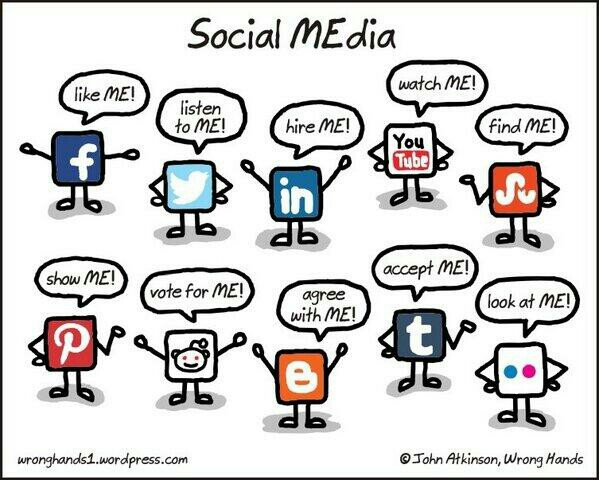 Social MEdia
like ME!
listen
to ME!
hire ME!
watch ME!
find ME!
f
in
You
Tube
show ME!
vote for ME!
agree
with ME!
accept ME!
look at ME!
P
B
t
wronghands1.wordpress.com
© John Atkinson, Wrong Hands